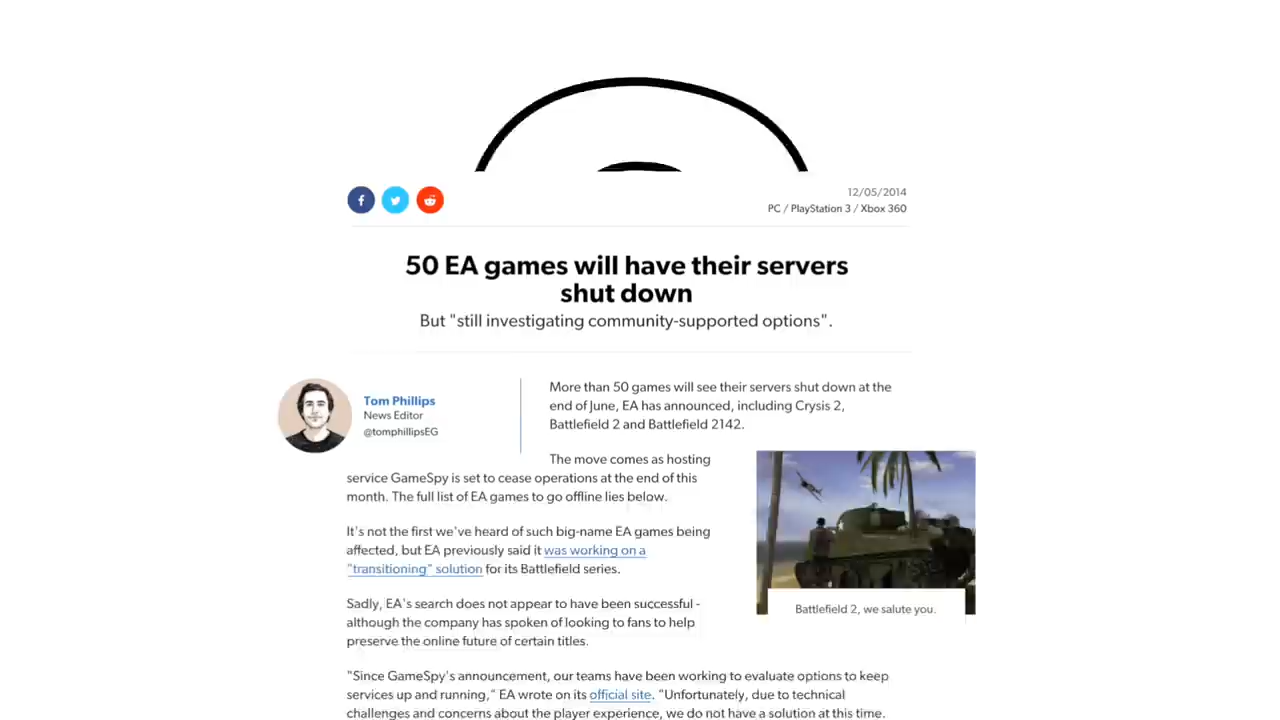 12/05/2014
PC / PlayStation 3 / Xbox 360
50 EA games will have their servers
shut down
But "still investigating community-supported options".
Tom Phillips
News Editor
@tomphillipsEG
More than 50 games will see their servers shut down at the
end of June, EA has announced, including Crysis 2,
Battlefield 2 and Battlefield 2142.
The move comes as hosting
service GameSpy is set to cease operations at the end of this
month. The full list of EA games to go offline lies below.
It's not the first we've heard of such big-name EA games being
affected, but EA previously said it was working on a
"transitioning" solution for its Battlefield series.
Battlefield 2, we salute you.
Sadly, EA's search does not appear to have been successful -
although the company has spoken of looking to fans to help
preserve the online future of certain titles.
"Since GameSpy's announcement, our teams have been working to evaluate options to keep
services up and running," EA wrote on its official site. "Unfortunately, due to technical
challenges and concerns about the player experience, we do not have a solution at this time.